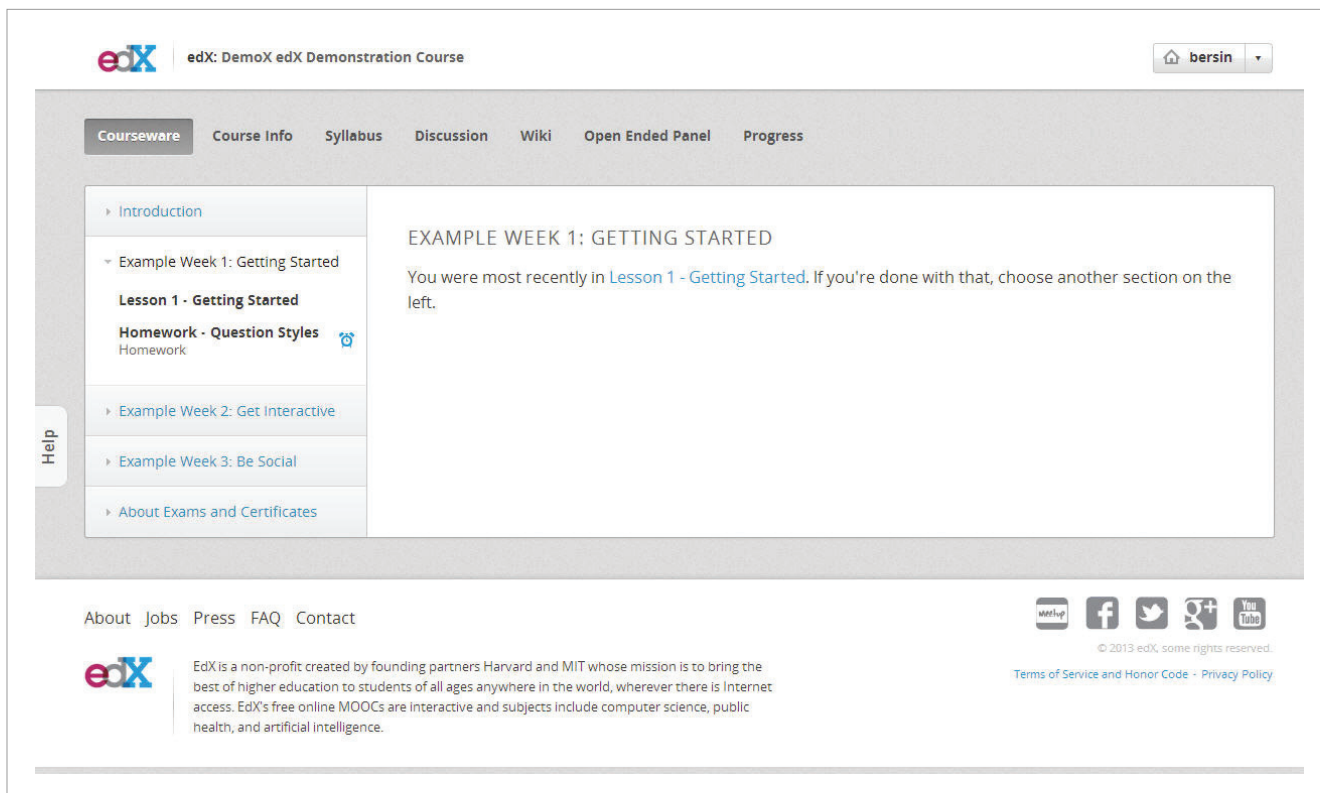 edX
edX: DemoX edX Demonstration Course
bersin
Courseware Course Info Syllabus Discussion Wiki Open Ended Panel Progress
Introduction
Example Week 1: Getting Started
Lesson 1 - Getting Started
Homework - Question Styles
Homework
Example Week 2: Get Interactive
Example Week 3: Be Social
About Exams and Certificates
EXAMPLE WEEK 1: GETTING STARTED
You were most recently in Lesson 1 - Getting Started. If you're done with that, choose another section on the
left.
Help
About Jobs Press FAQ Contact
edX
EdX is a non-profit created by founding partners Harvard and MIT whose mission is to bring the
best of higher education to students of all ages anywhere in the world, wherever there is Internet
access. EdX's free online MOOCs are interactive and subjects include computer science, public
health, and artificial intelligence.
Meetup f g+ You Tube
© 2013 edX, some rights reserved.
Terms of Service and Honor Code - Privacy Policy